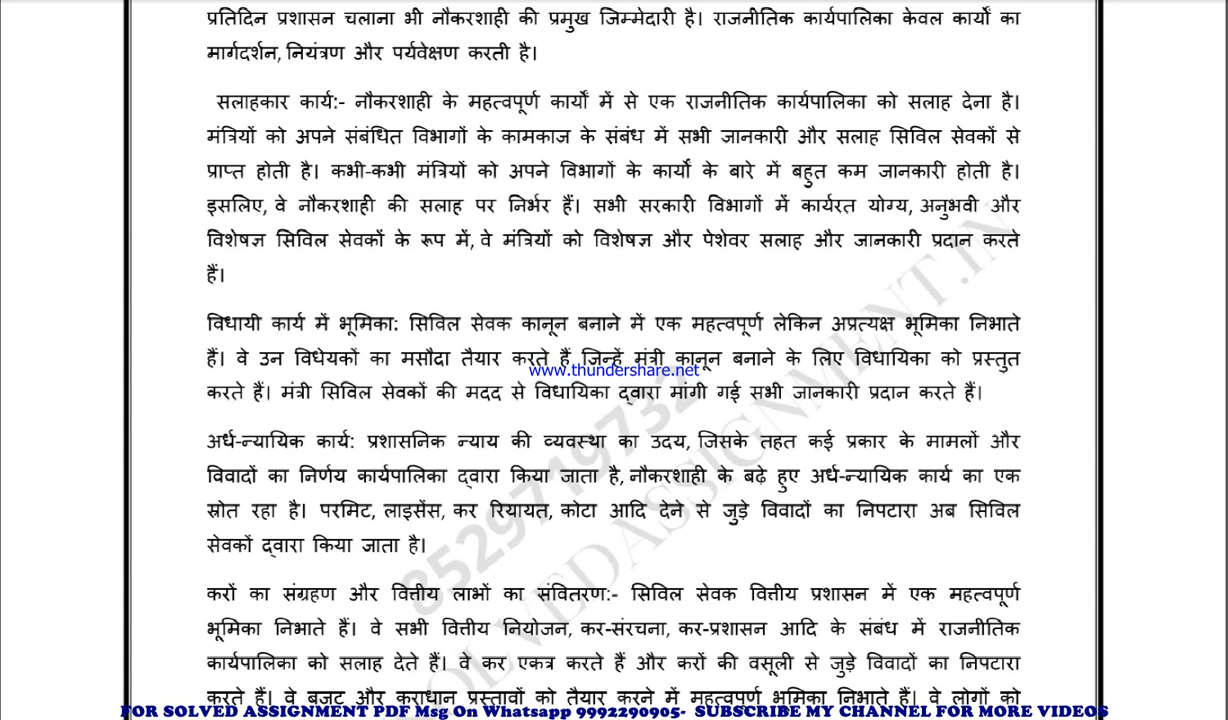 प्रतिदिन प्रशासन चलाना भी नौकरशाही की प्रमुख जिम्मेदारी है। राजनीतिक कार्यपालिका केवल कार्यों का
मार्गदर्शन, नियंत्रण और पर्यवेक्षण करती है।
सलाहकार कार्य:- नौकरशाही के महत्वपूर्ण कार्यों में से एक राजनीतिक कार्यपालिका को सलाह देना है।
मंत्रियों को अपने संबंधित विभागों के कामकाज के संबंध में सभी जानकारी और सलाह सिविल सेवकों से
प्राप्त होती है। कभी-कभी मंत्रियों को अपने विभागों के कार्यों के बारे में बहुत कम जानकारी होती है।
इसलिए, वे नौकरशाही की सलाह पर निर्भर हैं। सभी सरकारी विभागों में कार्यरत योग्य, अनुभवी और
विशेषज्ञ सिविल सेवकों के रूप में, वे मंत्रियों को विशेषज्ञ और पेशेवर सलाह और जानकारी प्रदान करते
हैं।
विधायी कार्य में भूमिका: सिविल सेवक कानून बनाने में एक महत्वपूर्ण लेकिन अप्रत्यक्ष भूमिका निभाते
हैं। वे उन विधेयकों का मसौदा तैयार करते हैं जिन्हें मंत्री कानून बनाने के लिए विधायिका को प्रस्तुत
www.thundershare.net
करते हैं। मंत्री सिविल सेवकों की मदद से विधायिका द्वारा मांगी गई सभी जानकारी प्रदान करते हैं।
अर्ध-न्यायिक कार्य: प्रशासनिक न्याय की व्यवस्था का उदय, जिसके तहत कई प्रकार के मामलों और
विवादों का निर्णय कार्यपालिका द्वारा किया जाता है, नौकरशाही के बढ़े हुए अर्ध-न्यायिक कार्य का एक
स्रोत रहा है। परमिट, लाइसेंस, कर रियायत, कोटा आदि देने से जुड़े विवादों का निपटारा अब सिविल
सेवकों द्वारा किया जाता है।
करों का संग्रहण और वित्तीय लाभों का संवितरण:- सिविल सेवक वित्तीय प्रशासन में एक महत्वपूर्ण
भूमिका निभाते हैं। वे सभी वित्तीय नियोजन, कर-संरचना, कर-प्रशासन आदि के संबंध में राजनीतिक
कार्यपालिका को सलाह देते हैं। वे कर एकत्र करते हैं और करों की वसूली से जुड़े विवादों का निपटारा
करते हैं। वे बजट और कराधान प्रस्तावों को तैयार करने में महत्वपूर्ण भूमिका निभाते हैं। वे लोगों को
8529719732
OLVEDASSIGNMENT.IN
FOR SOLVED ASSIGNMENT PDF Msg On Whatsapp 9992290905- SUBSCRIBE MY CHANNEL FOR MORE VIDEOS